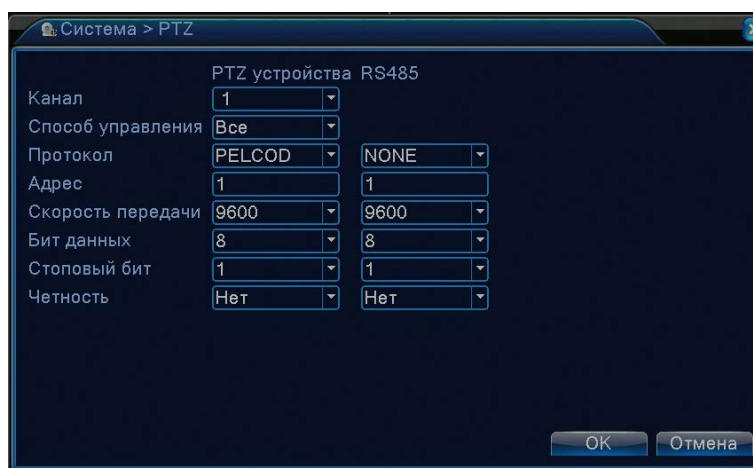 Система > PTZ
PTZ устройства RS485
Канал 1
Способ управления Все
Протокол PELCOD NONE
Адрес 1 1
Скорость передачи 9600 9600
Бит данных 8 8
Стоповый бит 1 1
Четность Нет Нет
OK Отмена